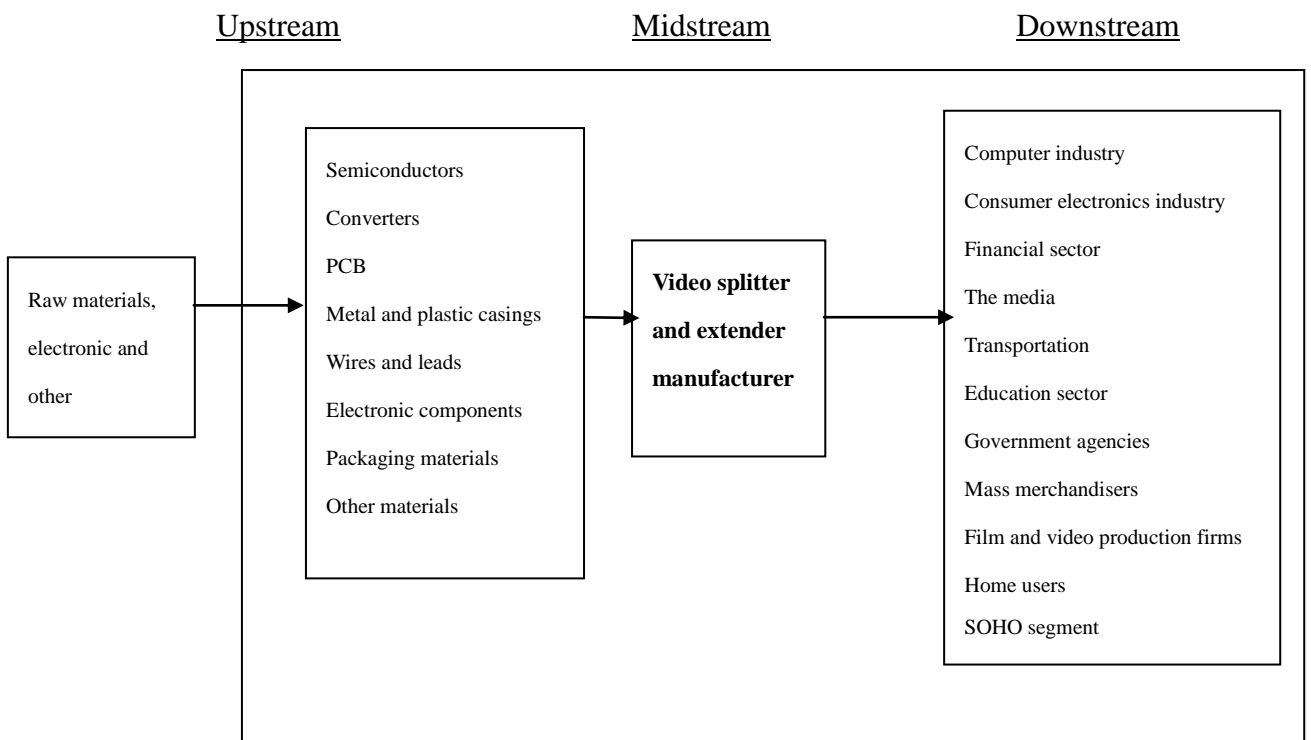 Upstream
Midstream
Downstream
Raw materials,
electronic and
other
Semiconductors
Converters
PCB
Metal and plastic casings
Wires and leads
Electronic components
Packaging materials
Other materials
Video splitter
and extender
manufacturer
Computer industry
Consumer electronics industry
Financial sector
The media
Transportation
Education sector
Government agencies
Mass merchandisers
Film and video production firms
Home users
SOHO segment